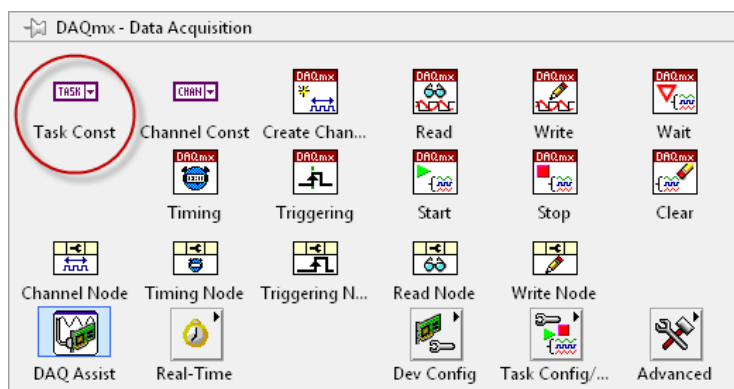 DAQmx - Data Acquisition
TASK CHAN DAQmx DAQmx DAQmx DAQmx
Task Const Channel Const Create Chan... Read Write Wait
DAQmx DAQmx DAQmx DAQmx DAQmx
Timing Triggering Start Stop Clear
Channel Node Timing Node Triggering N... Read Node Write Node
DAQ Assist Real-Time Dev Config Task Config/... Advanced